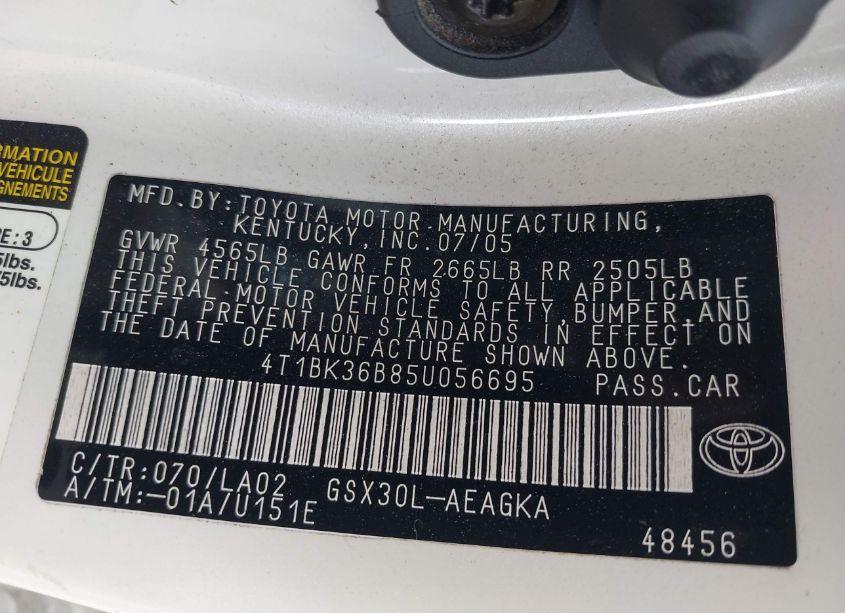 RMATION
VEHICULE
GNEMENTS
E:3
5lbs.
5lbs.
MFD.BY:TOYOTA MOTOR MANUFACTURING,
KENTUCKY,INC.07/05
GVWR 4565LB GAWR FR 2665LB RR 2505LB
THIS VEHICLE CONFORMS TO ALL APPLICABLE
FEDERAL MOTOR VEHICLE SAFETY,BUMPER,AND
THEFT PREVENTION STANDARDS IN EFFECT ON
THE DATE OF MANUFACTURE SHOWN ABOVE.
4T1BK36B85U056695 PASS.CAR
C/TR:070/LA02 GSX30L-AEAGKA
A/TM:-01A/U151E
48456